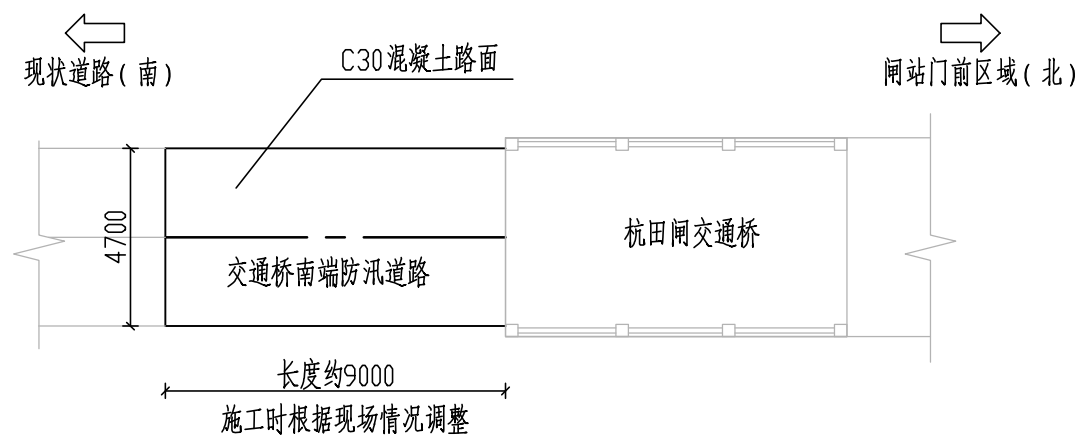 现状道路(南)
C30混凝土路面
闸站门前区域(北)
4700
杭田闸交通桥
交通桥南端防汛道路
长度约9000
施工时根据现场情况调整